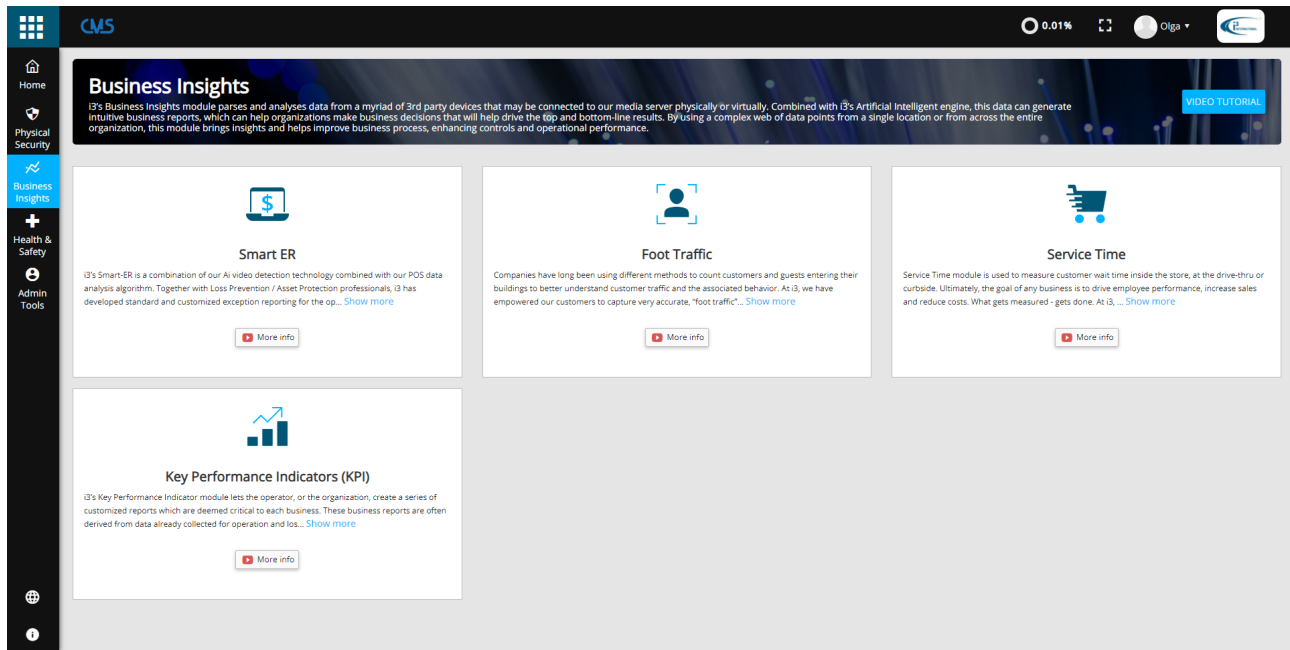 CMS
0.01%
Olga
i3 INTERNATIONAL
Home
Physical
Security
Business
Insights
Health &
Safety
Admin
Tools
Business Insights
i3's Business Insights module parses and analyses data from a myriad of 3rd party devices that may be connected to our media server physically or virtually. Combined with i3's Artificial Intelligent engine, this data can generate
intuitive business reports, which can help organizations make business decisions that will help drive the top and bottom-line results. By using a complex web of data points from a single location or from across the entire
organization, this module brings insights and helps improve business process, enhancing controls and operational performance.
VIDEO TUTORIAL
Smart ER
i3's Smart-ER is a combination of our Ai video detection technology combined with our POS data
analysis algorithm. Together with Loss Prevention / Asset Protection professionals, i3 has
developed standard and customized exception reporting for the op... Show more
More info
Foot Traffic
Companies have long been using different methods to count customers and guests entering their
buildings to better understand customer traffic and the associated behavior. At i3, we have
empowered our customers to capture very accurate, "foot traffic"... Show more
More info
Service Time
Service Time module is used to measure customer wait time inside the store, at the drive-thru or
curbside. Ultimately, the goal of any business is to drive employee performance, increase sales
and reduce costs. What gets measured - gets done. At i3, ... Show more
More info
Key Performance Indicators (KPI)
i3's Key Performance Indicator module lets the operator, or the organization, create a series of
customized reports which are deemed critical to each business. These business reports are often
derived from data already collected for operation and los... Show more
More info